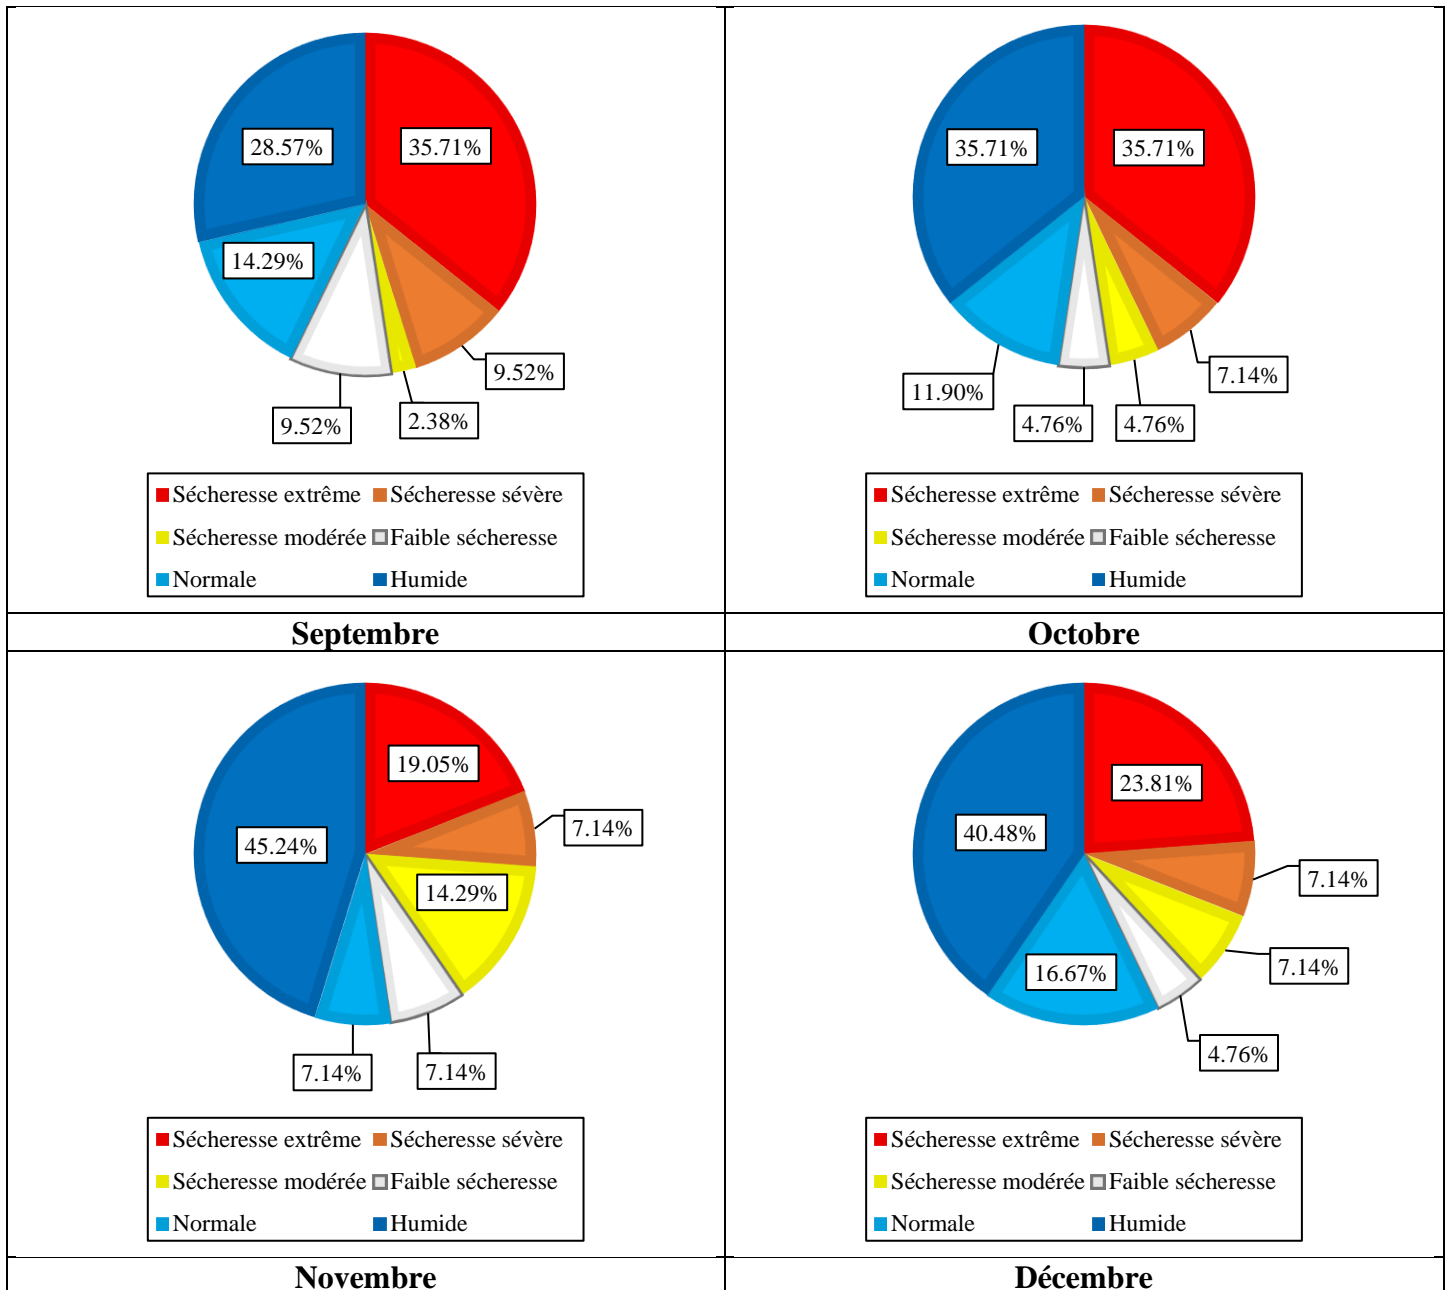 28.57%
35.71%
14.29%
9.52%
9.52%
2.38%
Sécheresse extrême
Sécheresse sévère
Sécheresse modérée
Faible sécheresse
Normale
Humide
Septembre
35.71%
35.71%
11.90%
7.14%
4.76%
4.76%
Sécheresse extrême
Sécheresse sévère
Sécheresse modérée
Faible sécheresse
Normale
Humide
Octobre
19.05%
7.14%
45.24%
14.29%
7.14%
7.14%
Sécheresse extrême
Sécheresse sévère
Sécheresse modérée
Faible sécheresse
Normale
Humide
Novembre
23.81%
40.48%
7.14%
7.14%
16.67%
4.76%
Sécheresse extrême
Sécheresse sévère
Sécheresse modérée
Faible sécheresse
Normale
Humide
Décembre